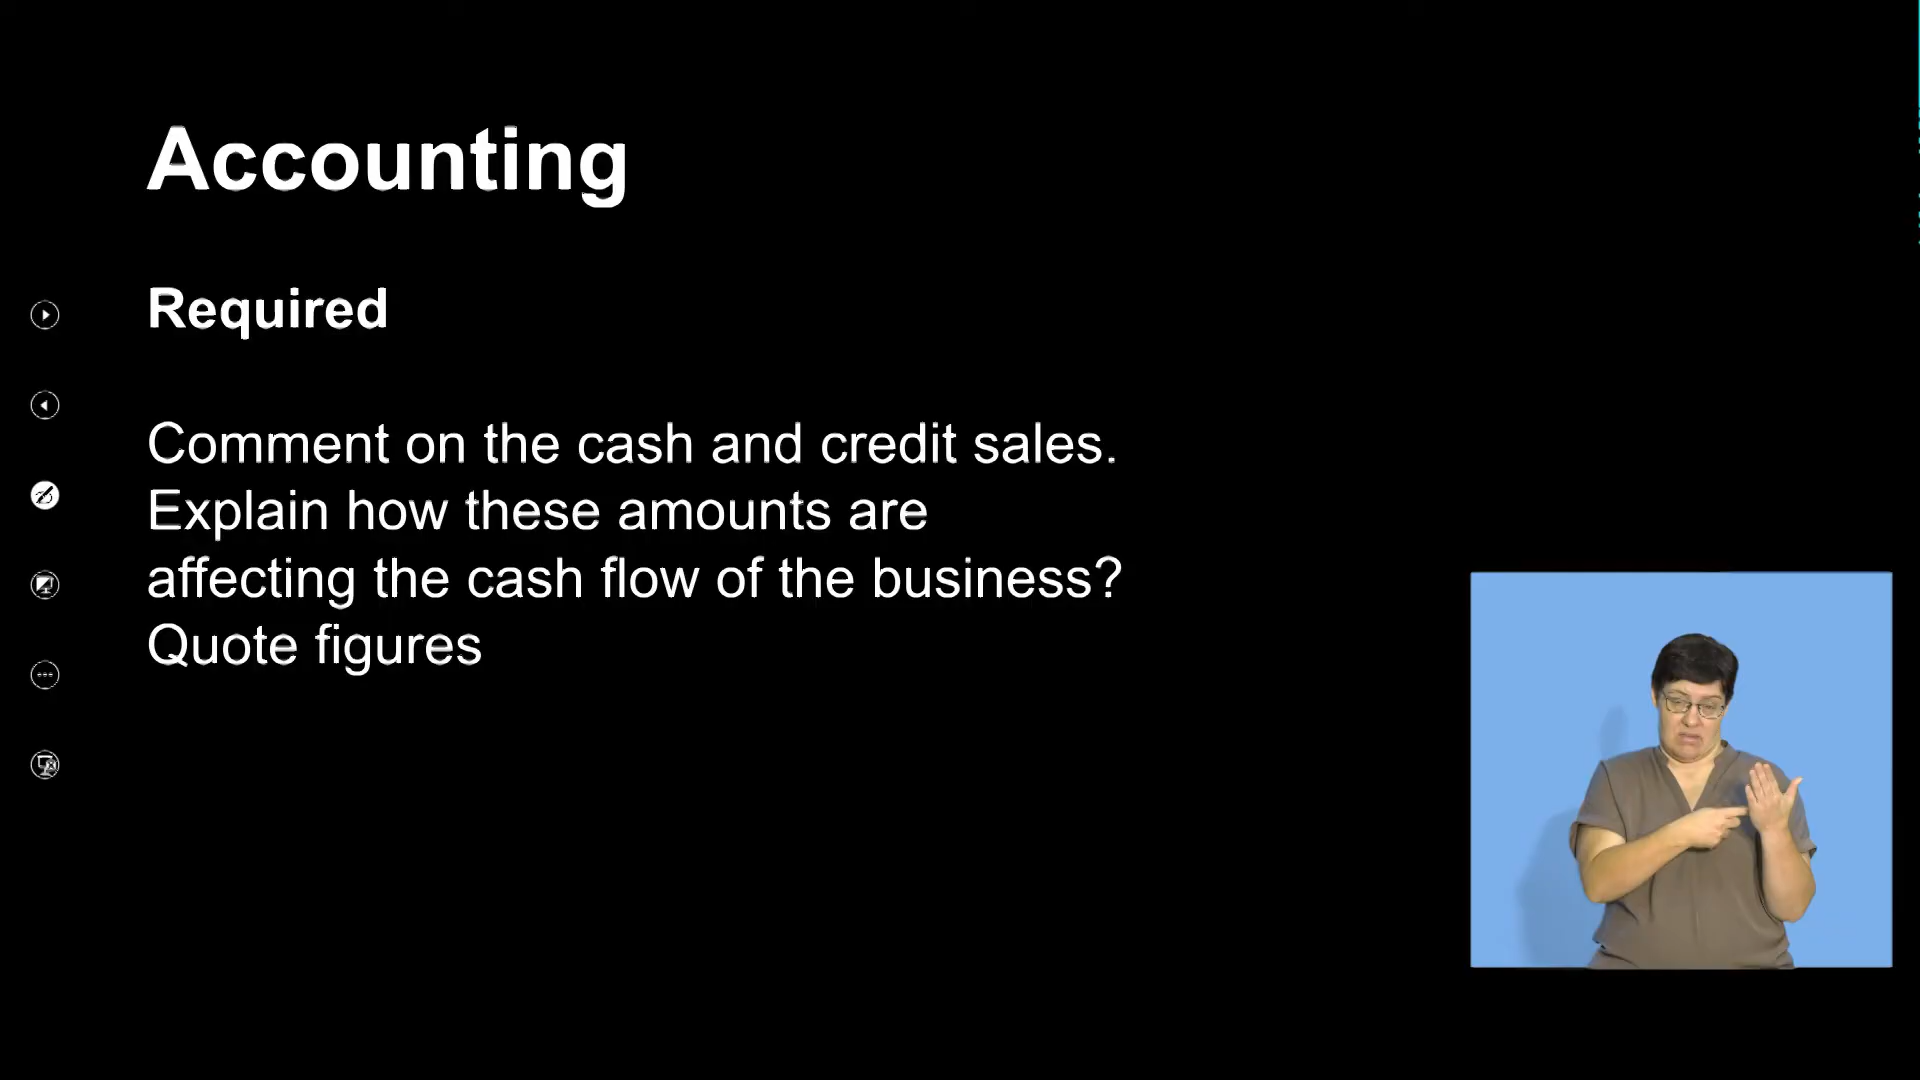 Accounting
Required
Comment on the cash and credit sales.
Explain how these amounts are
affecting the cash flow of the business?
Quote figures